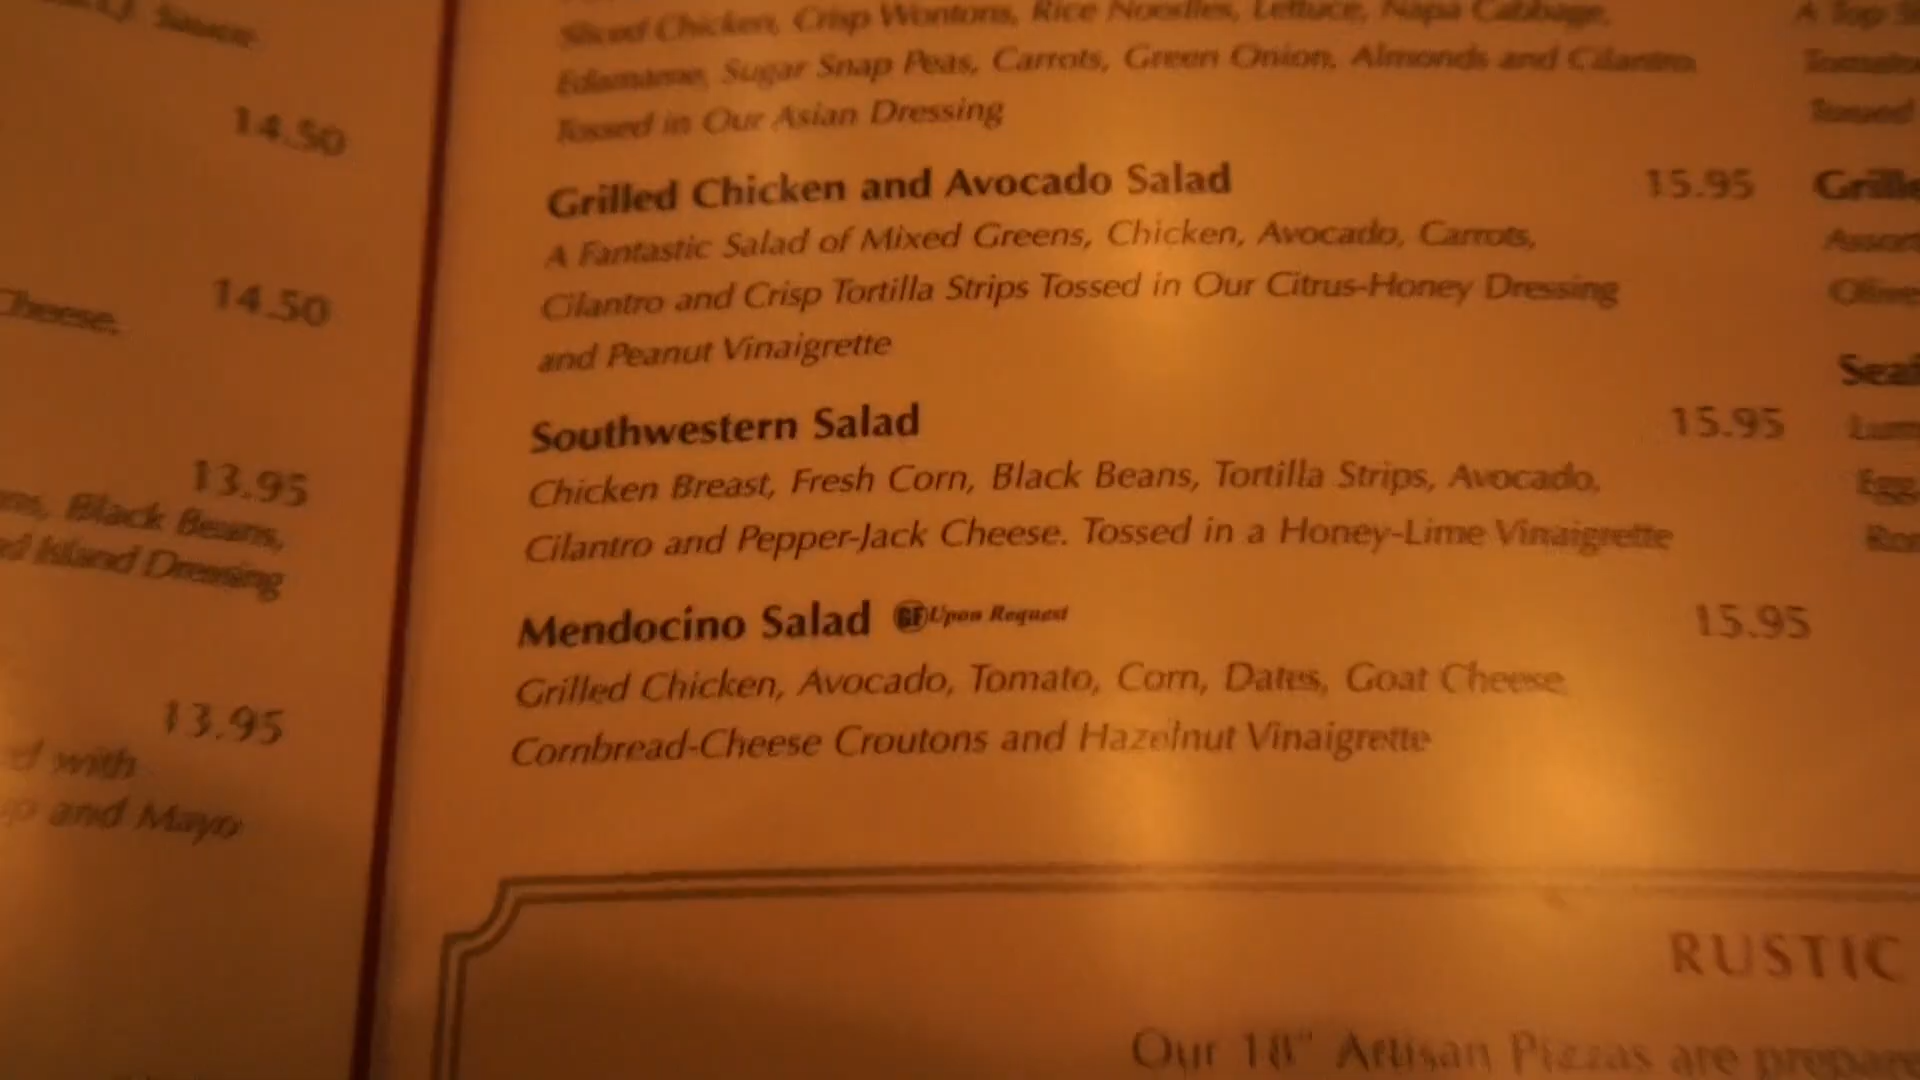 Sauce
14.50
Cheese,
14.50
13.95
Black Beans,
Island Dressing
13.95
with
and Mayo
Sliced Chicken, Crisp Wontons, Rice Noodles, Lettuce, Napa Cabbage,
Edamame, Sugar Snap Peas, Carrots, Green Onion, Almonds and Cilantro
Tossed in Our Asian Dressing
Grilled Chicken and Avocado Salad 15.95
A Fantastic Salad of Mixed Greens, Chicken, Avocado, Carrots,
Cilantro and Crisp Tortilla Strips Tossed in Our Citrus-Honey Dressing
and Peanut Vinaigrette
Southwestern Salad 15.95
Chicken Breast, Fresh Corn, Black Beans, Tortilla Strips, Avocado,
Cilantro and Pepper-Jack Cheese. Tossed in a Honey-Lime Vinaigrette
Mendocino Salad GF Upon Request 15.95
Grilled Chicken, Avocado, Tomato, Corn, Dates, Goat Cheese
Cornbread-Cheese Croutons and Hazelnut Vinaigrette
RUSTIC
Our 18" Artisan Pizzas are
A Top
Tossed